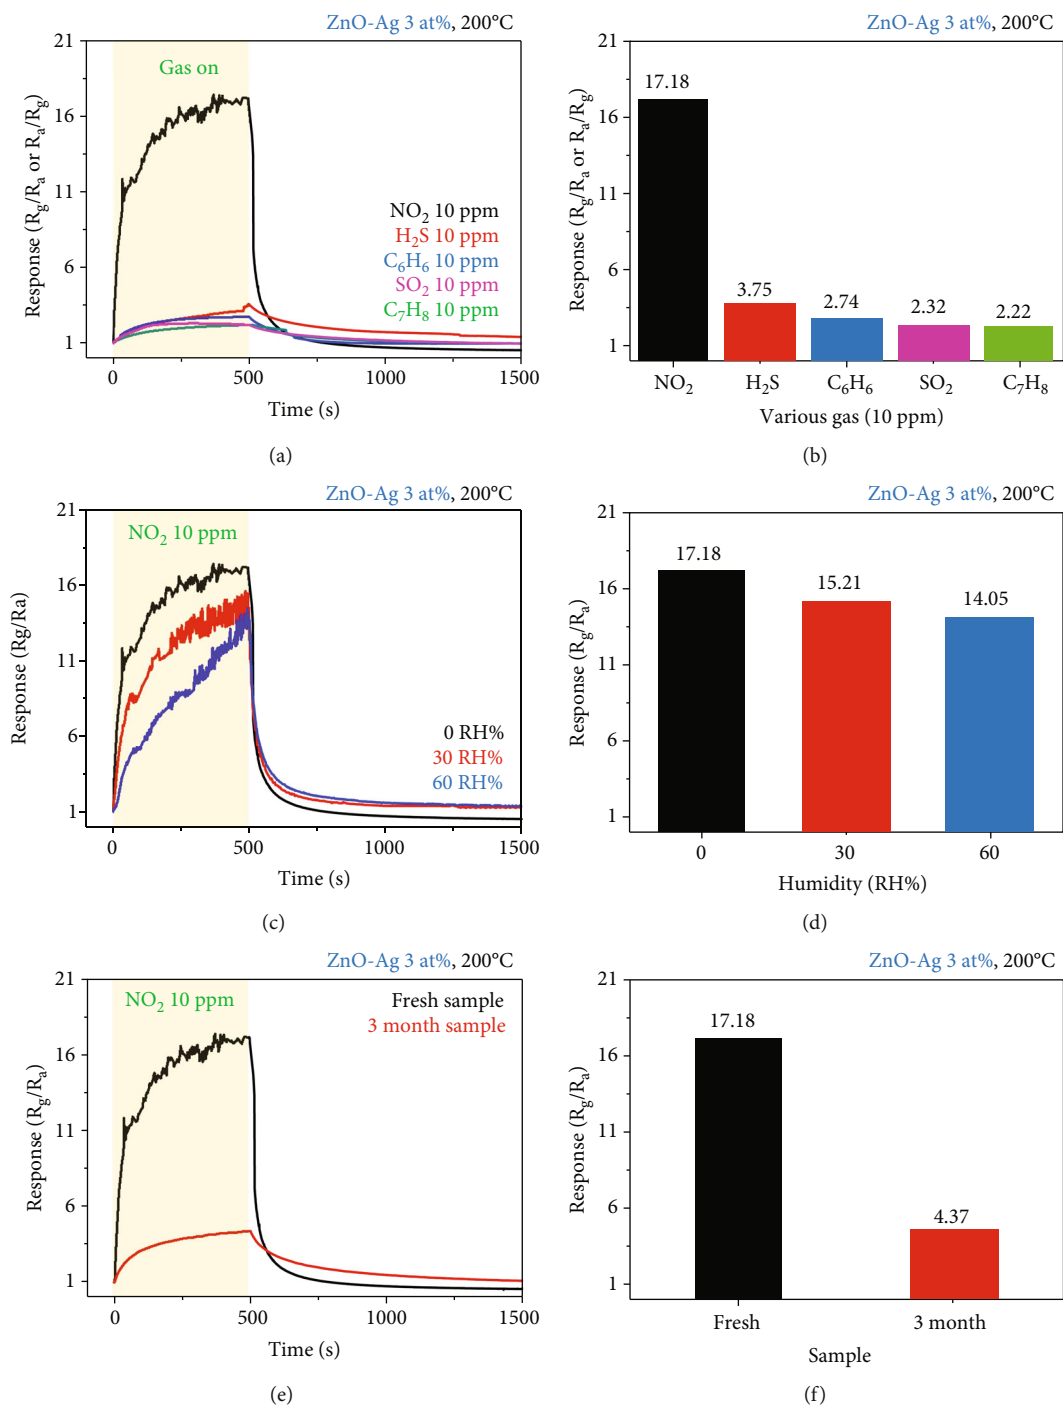 ZnO-Ag 3 at%, 200°C
Response (Rg/Ra or Ra/Rg)
21
16
11
6
1
Gas on
NO2 10 ppm
H2S 10 ppm
C6H6 10 ppm
SO2 10 ppm
C7H8 10 ppm
0 500 1000 1500
Time (s)
(a)
ZnO-Ag 3 at%, 200°C
Response (Rg/Ra or Ra/Rg)
21
16
11
6
1
17.18
3.75
2.74
2.32
2.22
NO2 H2S C6H6 SO2 C7H8
Various gas (10 ppm)
(b)
ZnO-Ag 3 at%, 200°C
Response (Rg/Ra)
21
16
11
6
1
NO2 10 ppm
0 RH%
30 RH%
60 RH%
0 500 1000 1500
Time (s)
(c)
ZnO-Ag 3 at%, 200°C
Response (Rg/Ra)
21
16
11
6
1
17.18
15.21
14.05
0 30 60
Humidity (RH%)
(d)
ZnO-Ag 3 at%, 200°C
Response (Rg/Ra)
21
16
11
6
1
NO2 10 ppm
Fresh sample
3 month sample
0 500 1000 1500
Time (s)
(e)
ZnO-Ag 3 at%, 200°C
Response (Rg/Ra)
21
16
11
6
1
17.18
4.37
Fresh 3 month
Sample
(f)